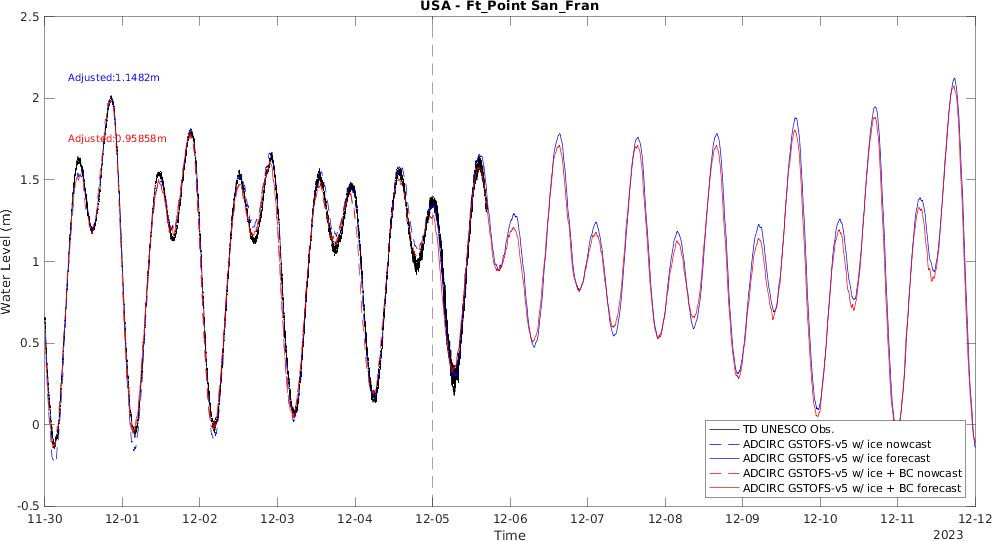 USA - Ft_Point San_Fran
2.5
2
1.5
1
0.5
0
-0.5
Water Level (m)
Adjusted:1.1482m
Adjusted:0.95858m
TD UNESCO Obs.
ADCIRC GSTOFS-v5 w/ ice nowcast
ADCIRC GSTOFS-v5 w/ ice forecast
ADCIRC GSTOFS-v5 w/ ice + BC nowcast
ADCIRC GSTOFS-v5 w/ ice + BC forecast
11-30 12-01 12-02 12-03 12-04 12-05 12-06 12-07 12-08 12-09 12-10 12-11 12-12
Time
2023